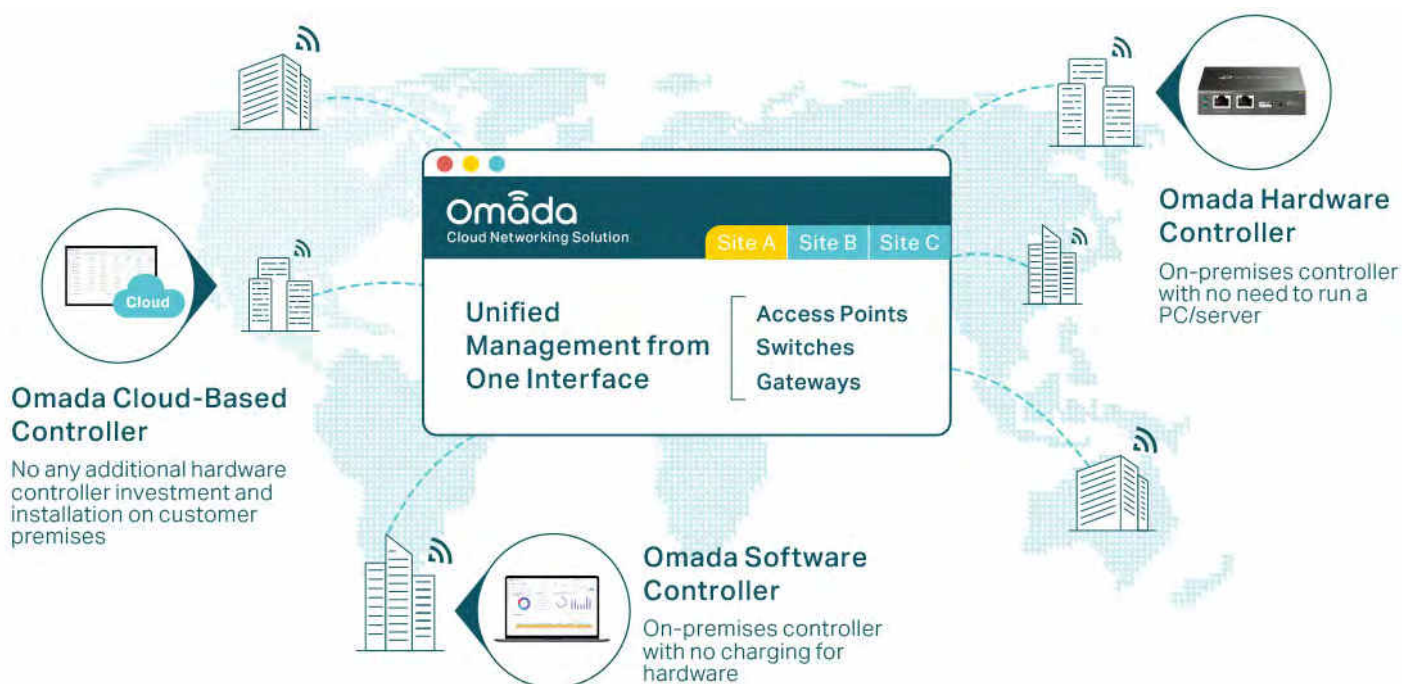 Omada
Cloud Networking Solution
Site A
Site B
Site C
Unified
Management from
One Interface
Access Points
Switches
Gateways
Omada Hardware
Controller
On-premises controller
with no need to run a
PC/server
Cloud
Omada Cloud-Based
Controller
No any additional hardware
controller investment and
installation on customer
premises
Omada Software
Controller
On-premises controller
with no charging for
hardware